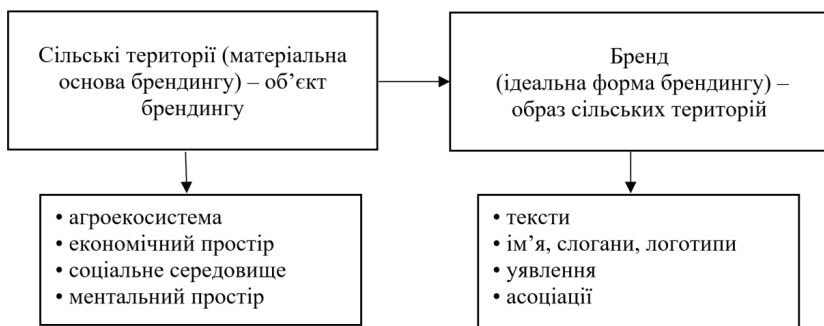 Сільські території (матеріальна
основа брендингу) – об’єкт
брендингу
Бренд
(ідеальна форма брендингу) –
образ сільських територій
• агроекосистема
• економічний простір
• соціальне середовище
• ментальний простір
• тексти
• ім’я, слогани, логотипи
• уявлення
• асоціації